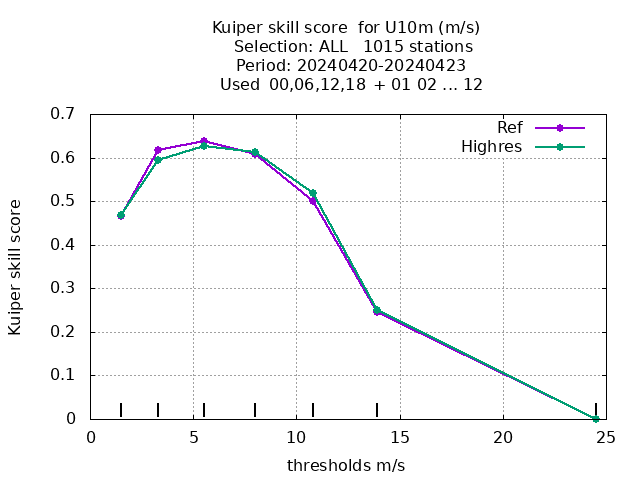 Kuiper skill score  for U10m (m/s)
Selection: ALL   1015 stations
Period: 20240420-20240423
Used 00,06,12,18 + 01 02 ... 12
Ref
Highres
Kuiper skill score
0.7
0.6
0.5
0.4
0.3
0.2
0.1
0
0 5 10 15 20 25
thresholds m/s